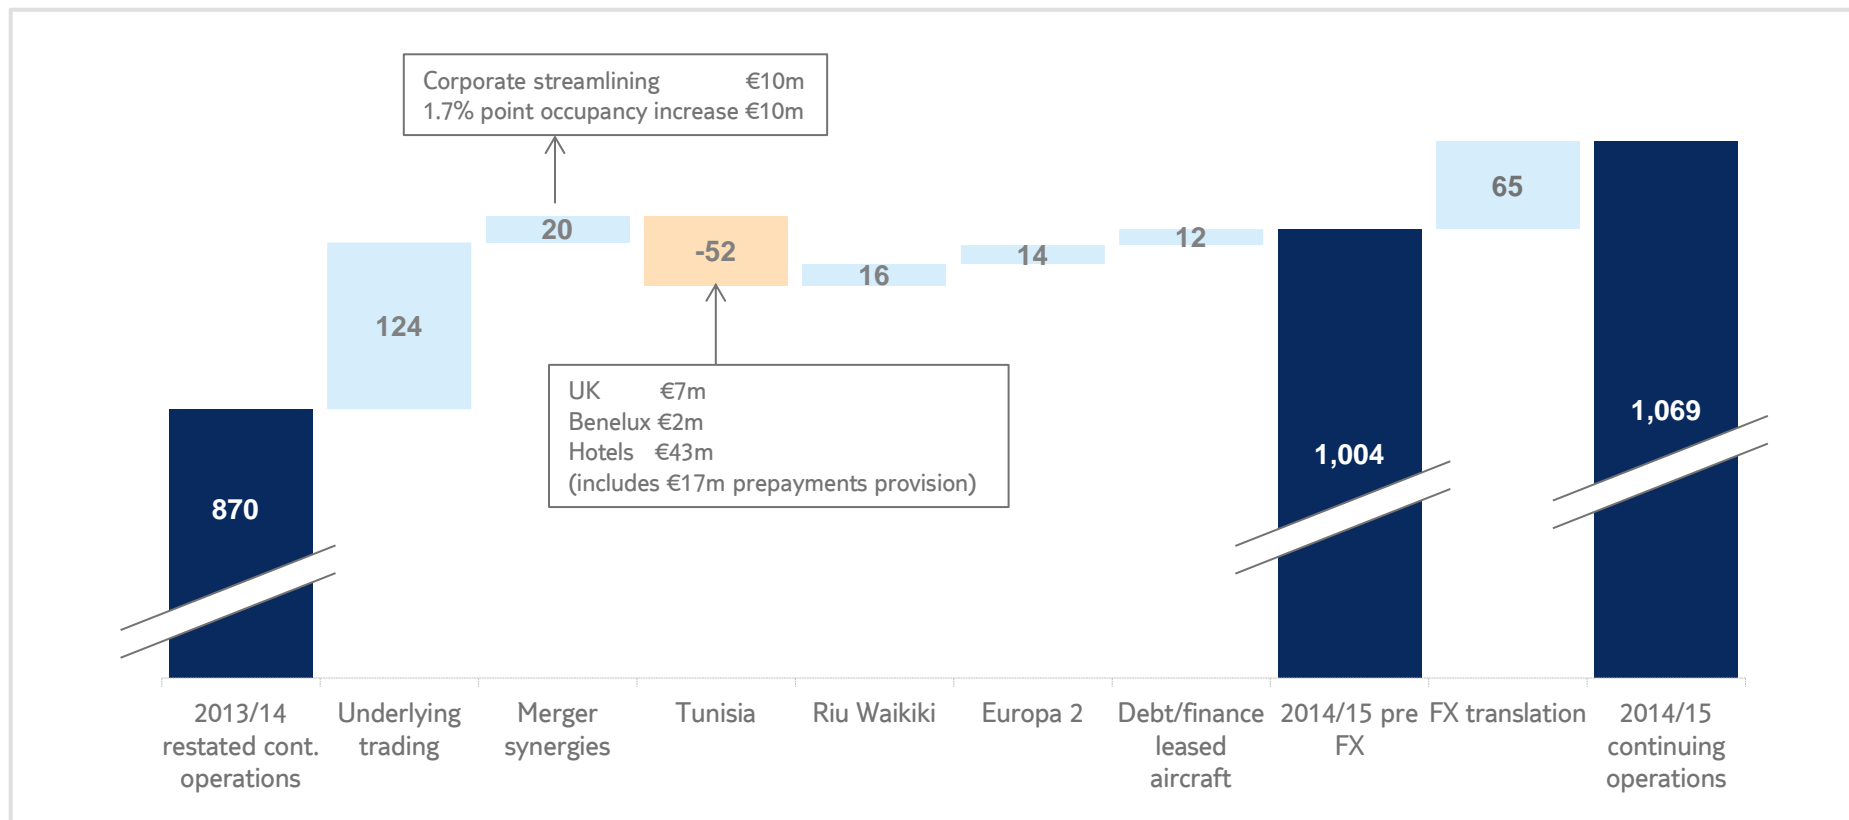 Corporate streamlining €10m
1.7% point occupancy increase €10m
20
-52
16
14
12
65
124
UK €7m
Benelux €2m
Hotels €43m
(includes €17m prepayments provision)
870
1,004
1,069
2013/14
restated cont.
operations
Underlying
trading
Merger
synergies
Tunisia
Riu Waikiki
Europa 2
Debt/finance
leased
aircraft
2014/15 pre
FX
FX translation
2014/15
continuing
operations